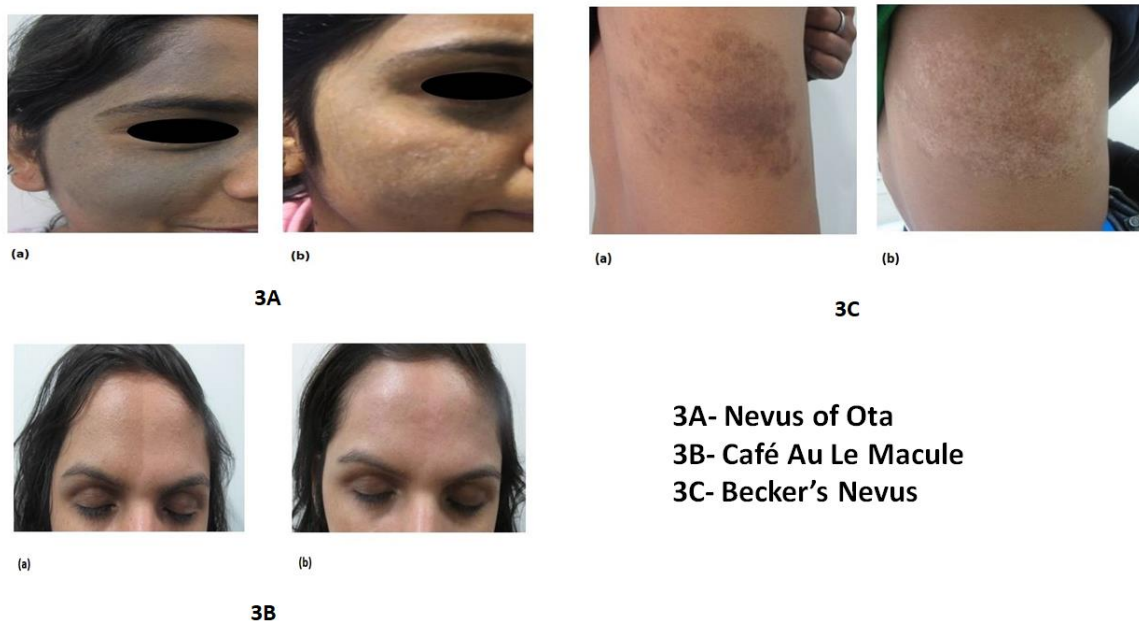 (a)
(b)
3A
(a)
(b)
3C
(a)
(b)
3B
3A- Nevus of Ota
3B- Café Au Le Macule
3C- Becker's Nevus